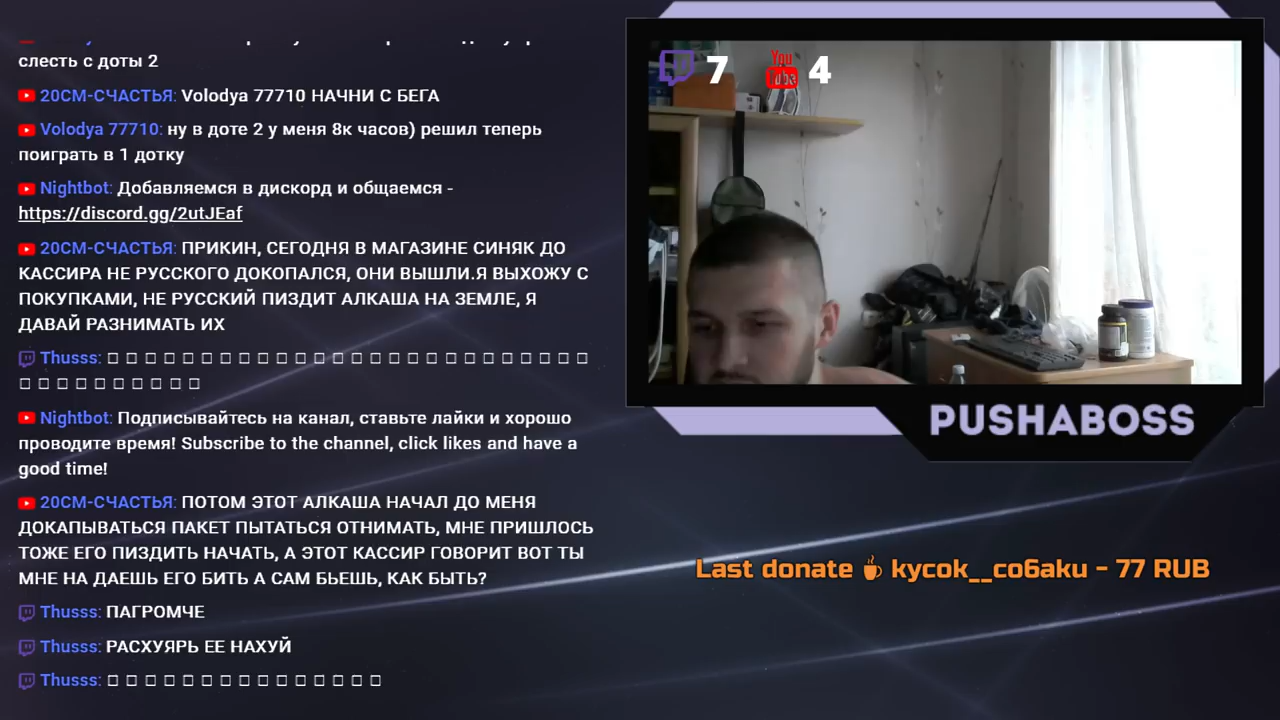 слесть с доты 2
20СМ-СЧАСТЬЯ: Volodya 77710 НАЧНИ С БЕГА
Volodya 77710: ну в доте 2 у меня 8к часов) решил теперь
поиграть в 1 дотку
Nightbot: Добавляемся в дискорд и общаемся -
https://discord.gg/2utJEaf
20СМ-СЧАСТЬЯ: ПРИКИН, СЕГОДНЯ В МАГАЗИНЕ СИНЯК ДО
КАССИРА НЕ РУССКОГО ДОКОПАЛСЯ, ОНИ ВЫШЛИ.Я ВЫХОЖУ С
ПОКУПКАМИ, НЕ РУССКИЙ ПИЗДИТ АЛКАША НА ЗЕМЛЕ, Я
ДАВАЙ РАЗНИМАТЬ ИХ
Thusss:
Nightbot: Подписывайтесь на канал, ставьте лайки и хорошо
проводите время! Subscribe to the channel, click likes and have a
good time!
20СМ-СЧАСТЬЯ: ПОТОМ ЭТОТ АЛКАША НАЧАЛ ДО МЕНЯ
ДОКАПЫВАТЬСЯ ПАКЕТ ПЫТАТЬСЯ ОТНИМАТЬ, МНЕ ПРИШЛОСЬ
ТОЖЕ ЕГО ПИЗДИТЬ НАЧАТЬ, А ЭТОТ КАССИР ГОВОРИТ ВОТ ТЫ
МНЕ НА ДАЕШЬ ЕГО БИТЬ А САМ БЬЕШЬ, КАК БЫТЬ?
Thusss: ПАГРОМЧЕ
Thusss: РАСХУЯРЬ ЕЕ НАХУЙ
Thusss:
7 You Tube 4
PUSHABOSS
Last donate kycok__co6aku - 77 RUB